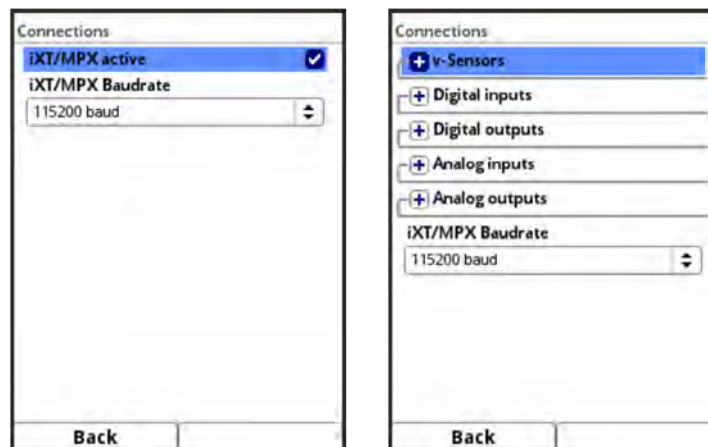 Connections
iXT/MPX active
iXT/MPX Baudrate
115200 baud
Back
Connections
v-Sensors
Digital inputs
Digital outputs
Analog inputs
Analog outputs
iXT/MPX Baudrate
115200 baud
Back